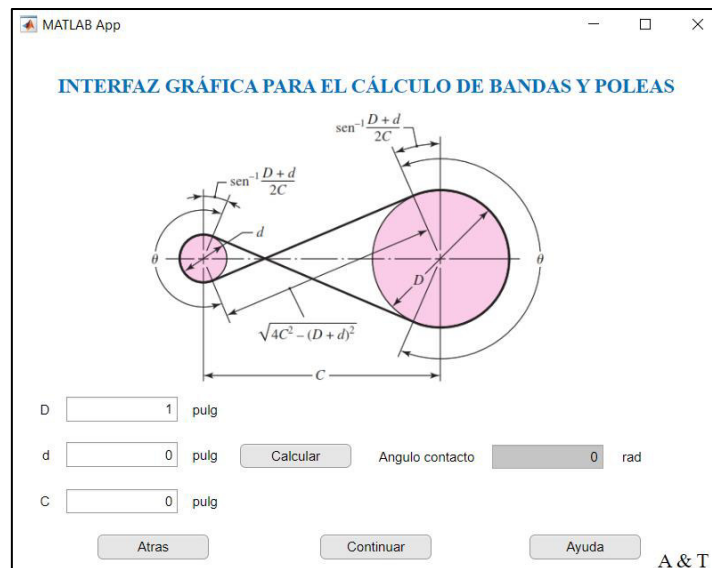 MATLAB App
INTERFAZ GRÁFICA PARA EL CÁLCULO DE BANDAS Y POLEAS
sen⁻¹ D + d / 2C
sen⁻¹ D + d / 2C
d
θ
θ
D
√4C² – (D + d)²
C
D 1 pulg
d 0 pulg Calcular Angulo contacto 0 rad
C 0 pulg
Atras Continuar Ayuda
A & T